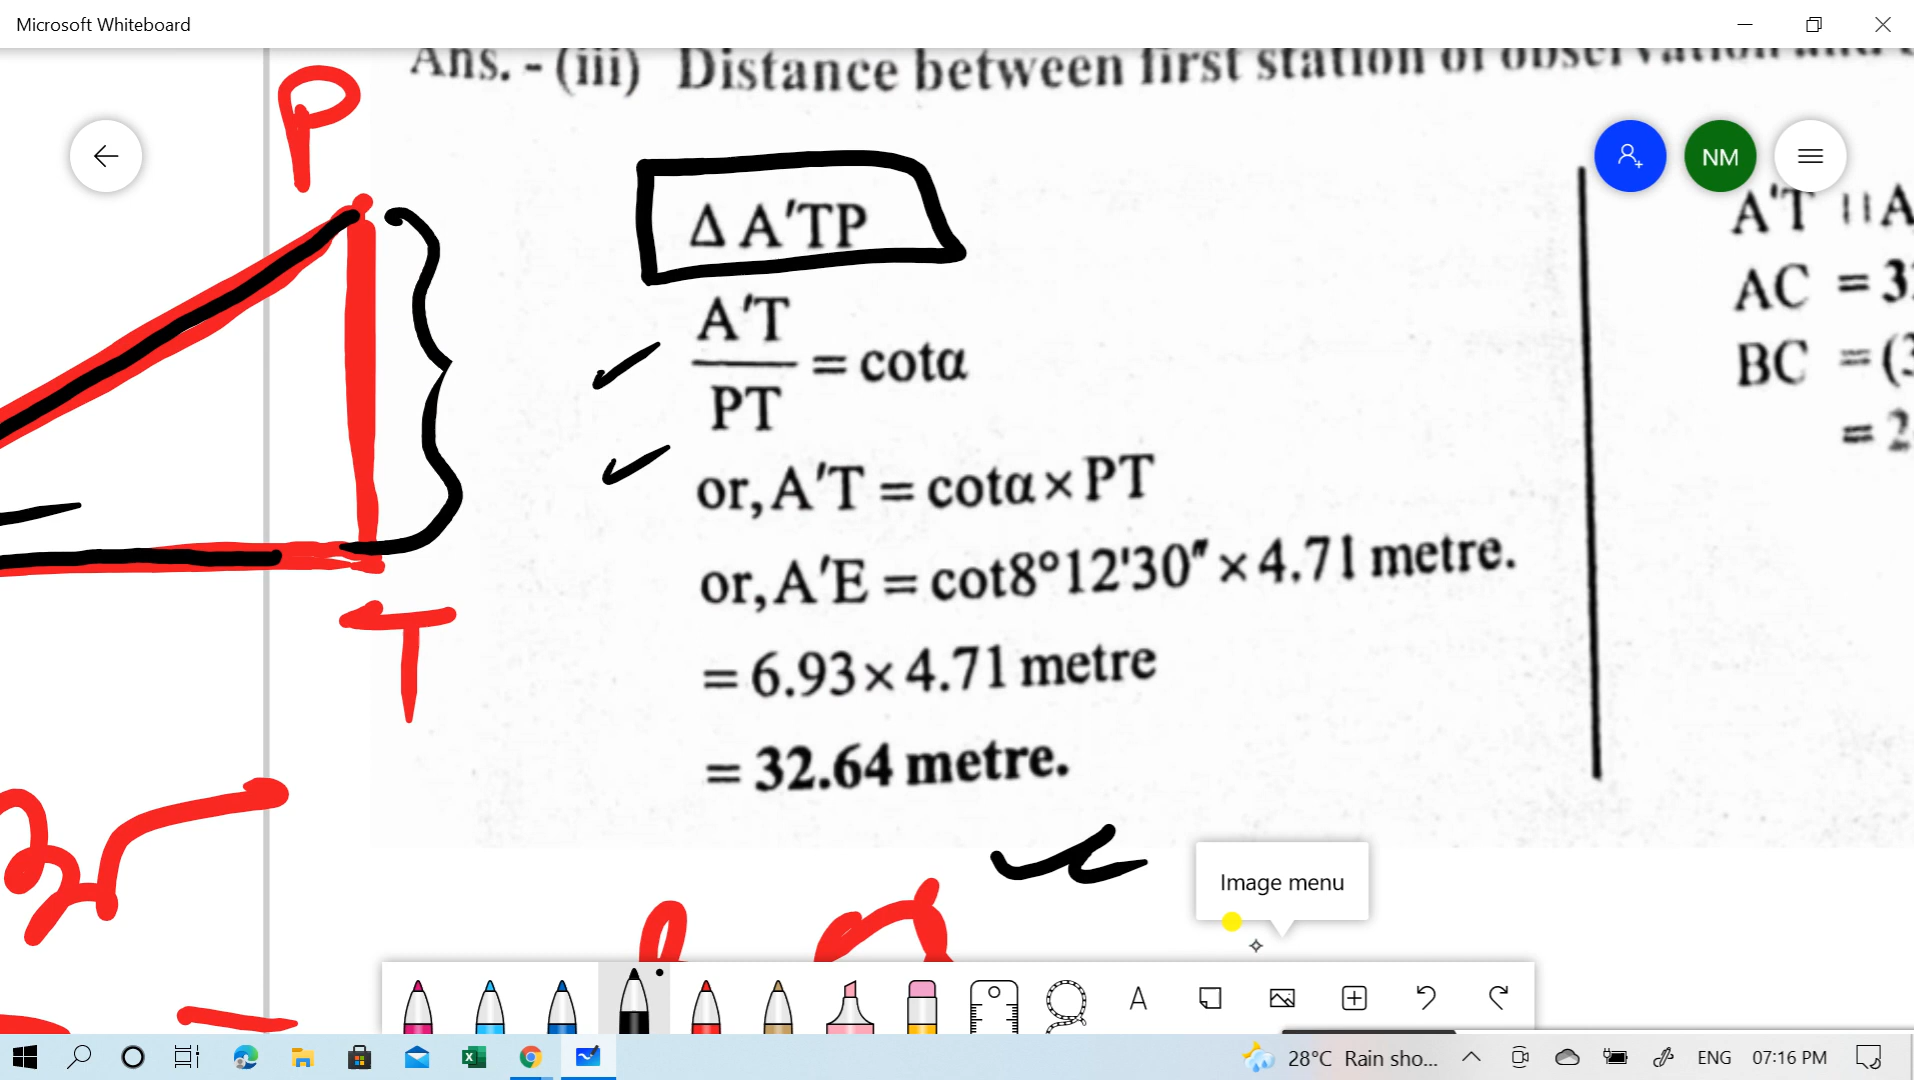 Microsoft Whiteboard
Ans. - (iii) Distance between first station of observation and
P
NM
Δ A'TP
A'T
PT
= cotα
or, A'T = cotα × PT
or, A'E = cot8°12'30" × 4.71 metre.
= 6.93 × 4.71 metre
= 32.64 metre.
T
A'T II A
AC = 3
BC = (3
= 2
Image menu
A
28°C Rain sho...
ENG
07:16 PM